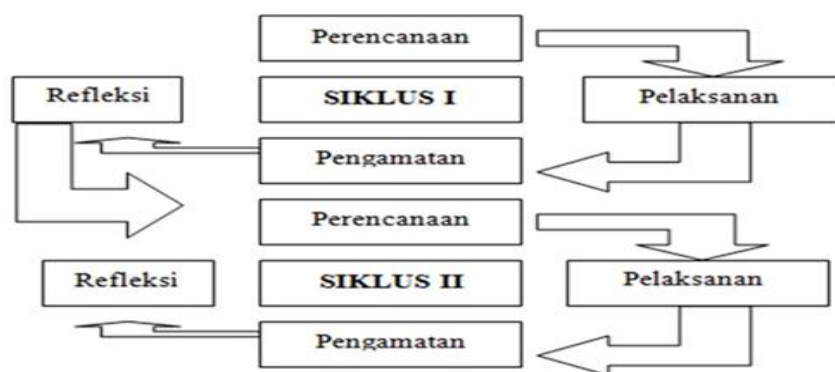 Perencanaan
Refleksi
SIKLUS I
Pelaksanan
Pengamatan
Perencanaan
Refleksi
SIKLUS II
Pelaksanan
Pengamatan